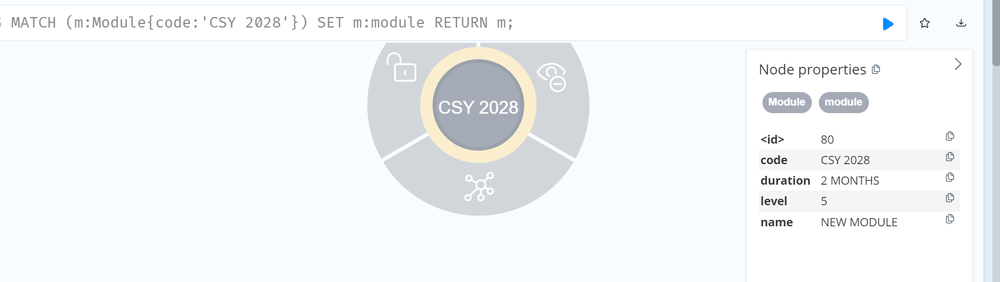 MATCH (m:Module{code:'CSY 2028'}) SET m:module RETURN m;
CSY 2028
Node properties
Module module
<id> 80
code CSY 2028
duration 2 MONTHS
level 5
name NEW MODULE